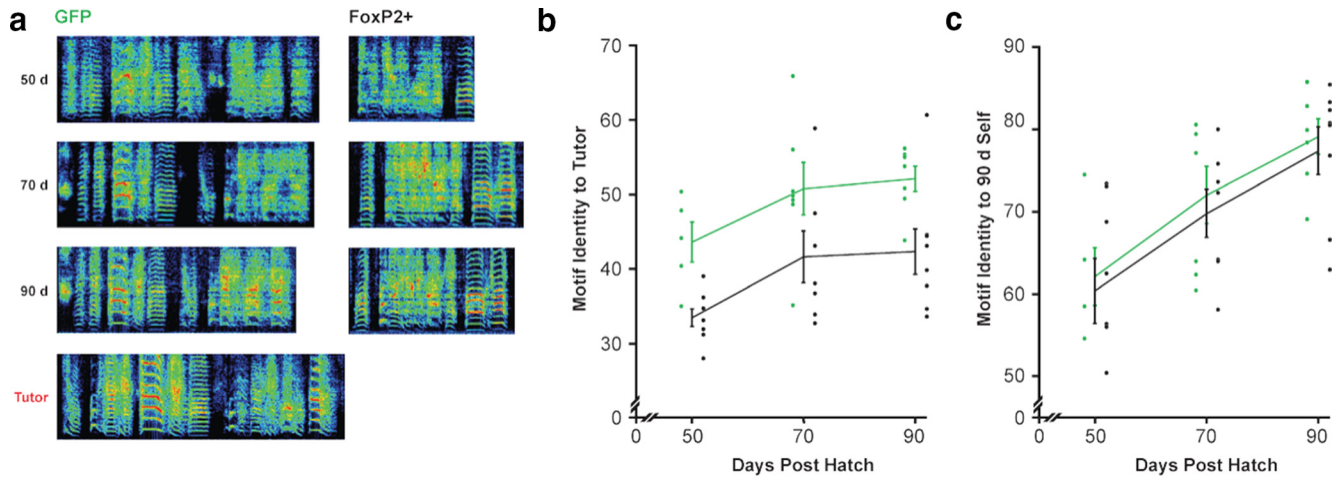 a
GFP
FoxP2+
50 d
70 d
90 d
Tutor
b
Motif Identity to Tutor
70
60
50
40
30
0
0
50
70
90
Days Post Hatch
c
Motif Identity to 90 d Self
90
80
70
60
50
0
0
50
70
90
Days Post Hatch